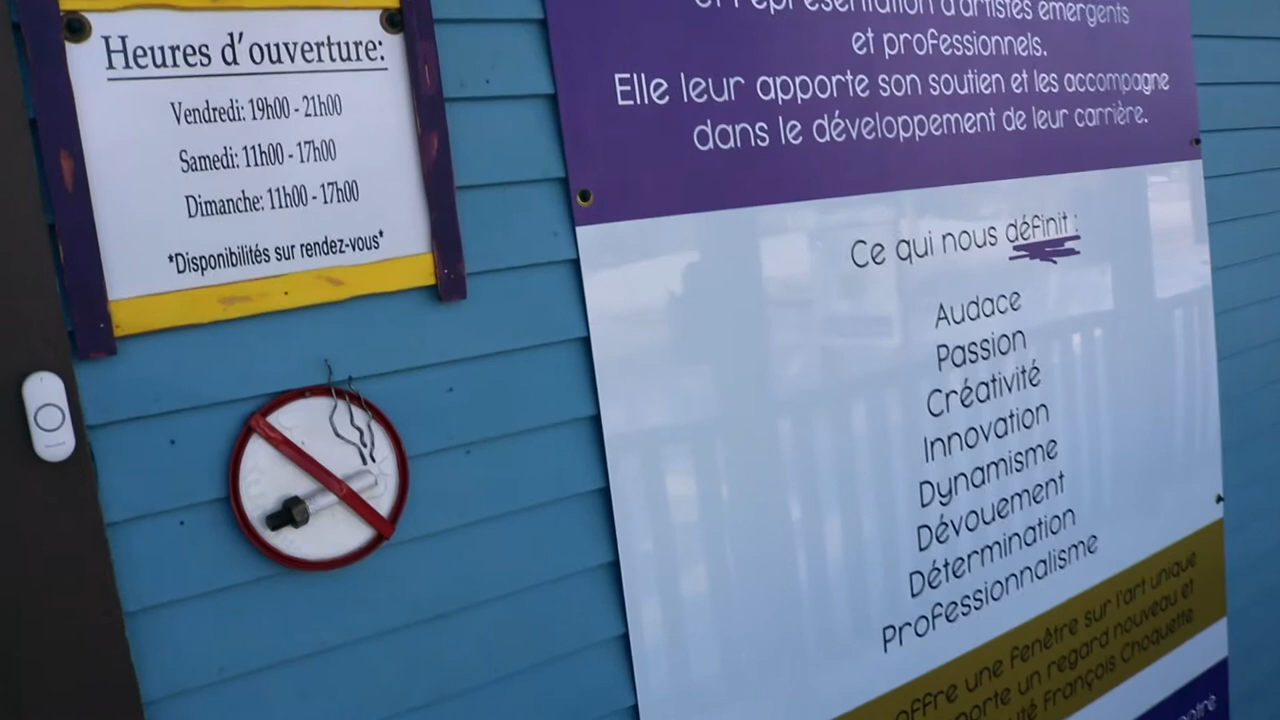 Heures d'ouverture:
Vendredi: 19h00 - 21h00
Samedi: 11h00 - 17h00
Dimanche: 11h00 - 17h00
*Disponibilités sur rendez-vous*
et représentation d'artistes émergents
et professionnels.
Elle leur apporte son soutien et les accompagne
dans le développement de leur carrière.
Ce qui nous définit :
Audace
Passion
Créativité
Innovation
Dynamisme
Dévouement
Détermination
Professionnalisme
offre une fenêtre sur l'art unique
porte un regard nouveau et
François Choquette